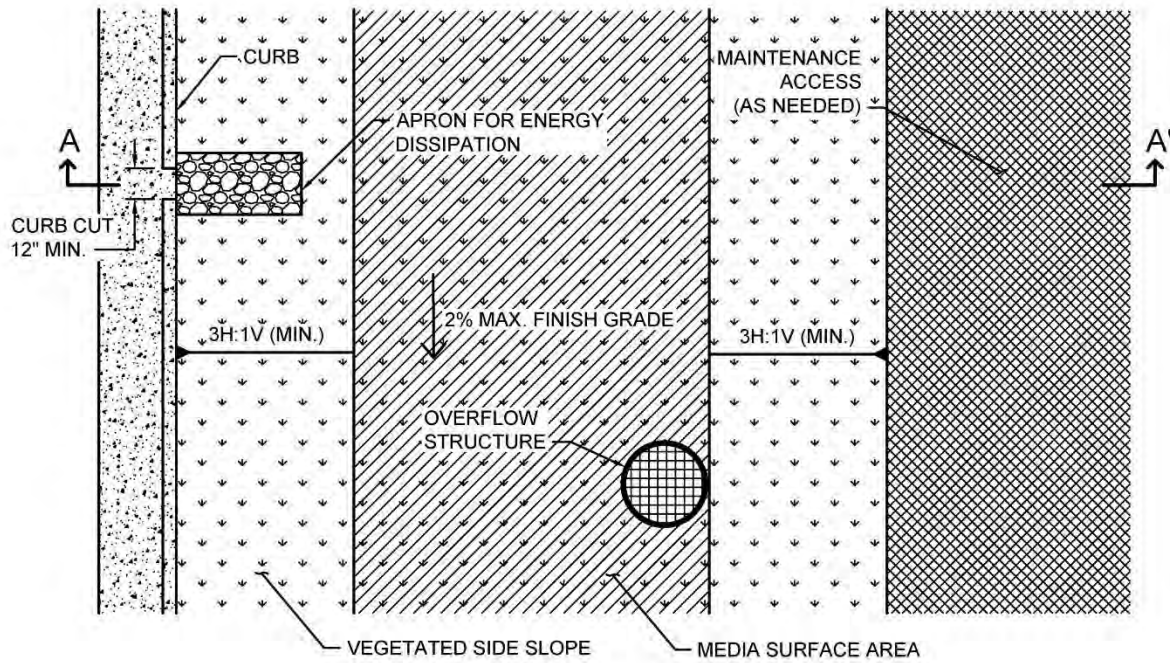 CURB
MAINTENANCE
ACCESS
(AS NEEDED)
A
APRON FOR ENERGY
DISSIPATION
A'
CURB CUT
12" MIN.
2% MAX. FINISH GRADE
3H:1V (MIN.)
3H:1V (MIN.)
OVERFLOW
STRUCTURE
VEGETATED SIDE SLOPE
MEDIA SURFACE AREA